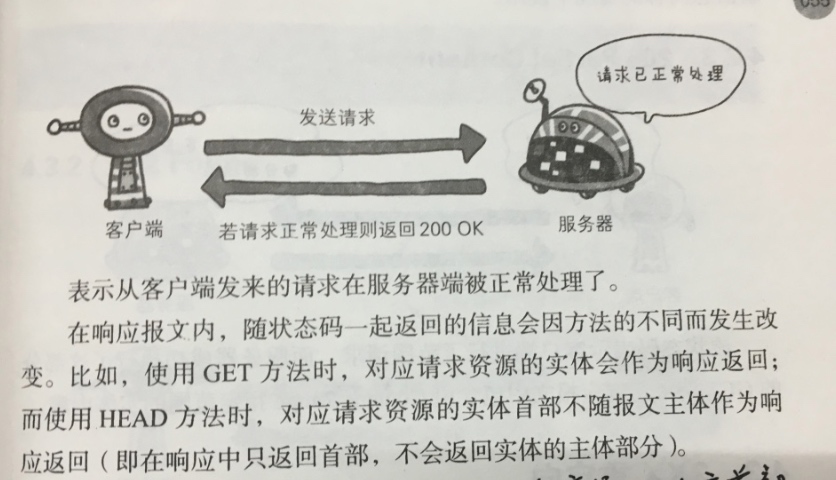 055
请求已正常处理
发送请求
客户端
若请求正常处理则返回200 OK
服务器
表示从客户端发来的请求在服务器端被正常处理了。
在响应报文内，随状态码一起返回的信息会因方法的不同而发生改
变。比如，使用 GET 方法时，对应请求资源的实体会作为响应返回；
而使用 HEAD 方法时，对应请求资源的实体首部不随报文主体作为响
应返回（即在响应中只返回首部，不会返回实体的主体部分）。